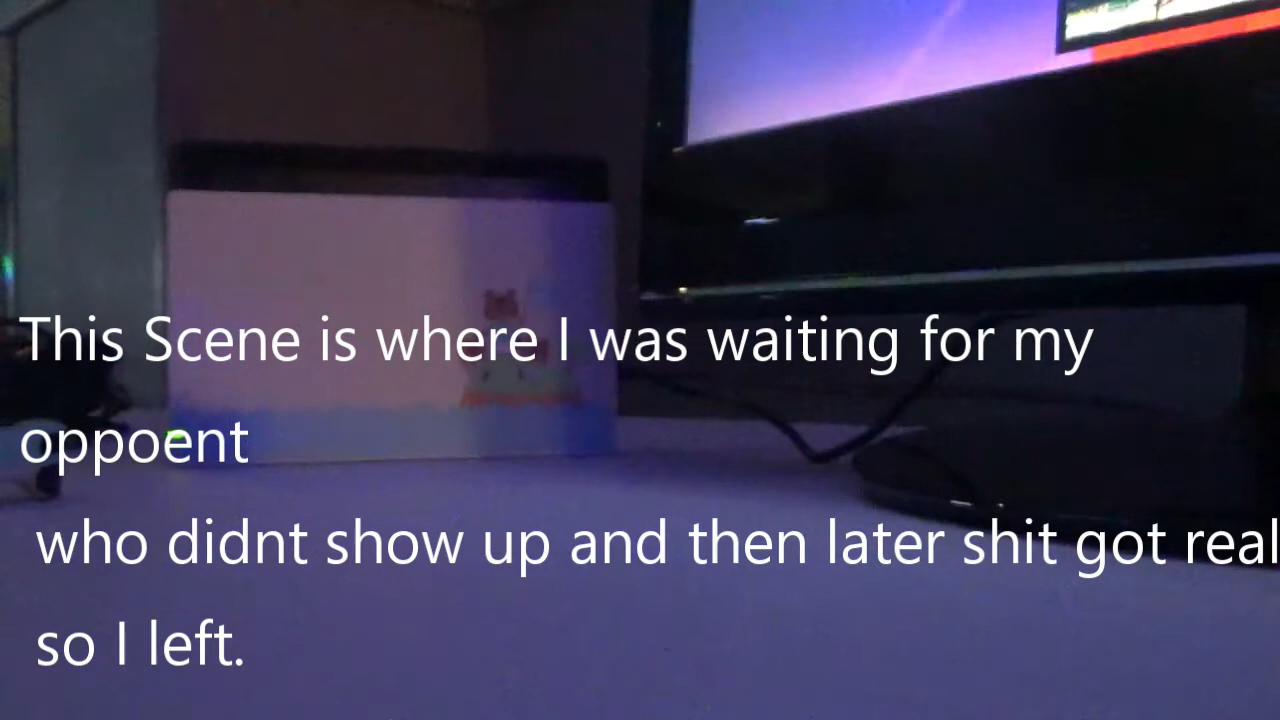 This Scene is where I was waiting for my
oppoent
who didnt show up and then later shit got real
so I left.